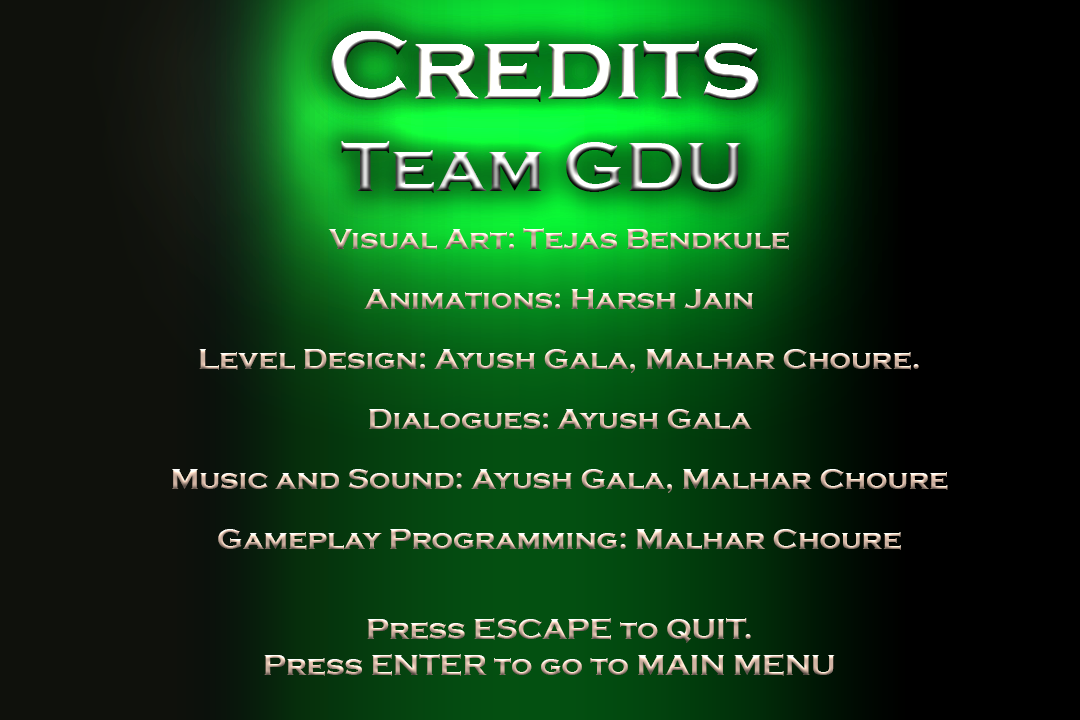 Credits
Team GDU
Visual Art: Tejas Bendkule
Animations: Harsh Jain
Level Design: Ayush Gala, Malhar Choure.
Dialogues: Ayush Gala
Music and Sound: Ayush Gala, Malhar Choure
Gameplay Programming: Malhar Choure
Press ESCAPE to QUIT.
Press ENTER to go to MAIN MENU